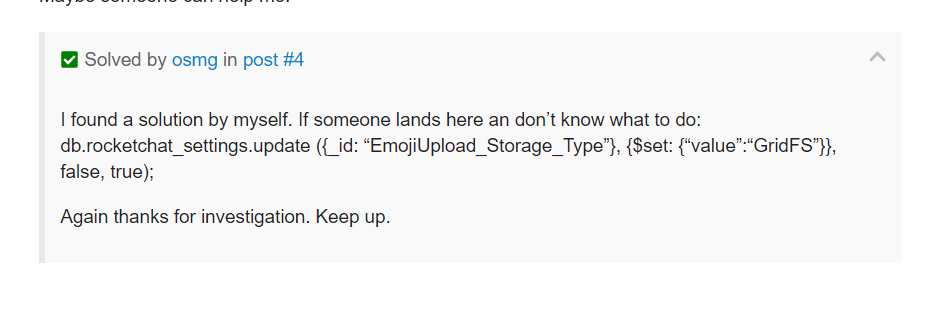 Maybe someone can help me.
Solved by osmg in post #4
I found a solution by myself. If someone lands here an don’t know what to do:
db.rocketchat_settings.update ({_id: “EmojiUpload_Storage_Type”}, {$set: {“value”:“GridFS”}},
false, true);
Again thanks for investigation. Keep up.